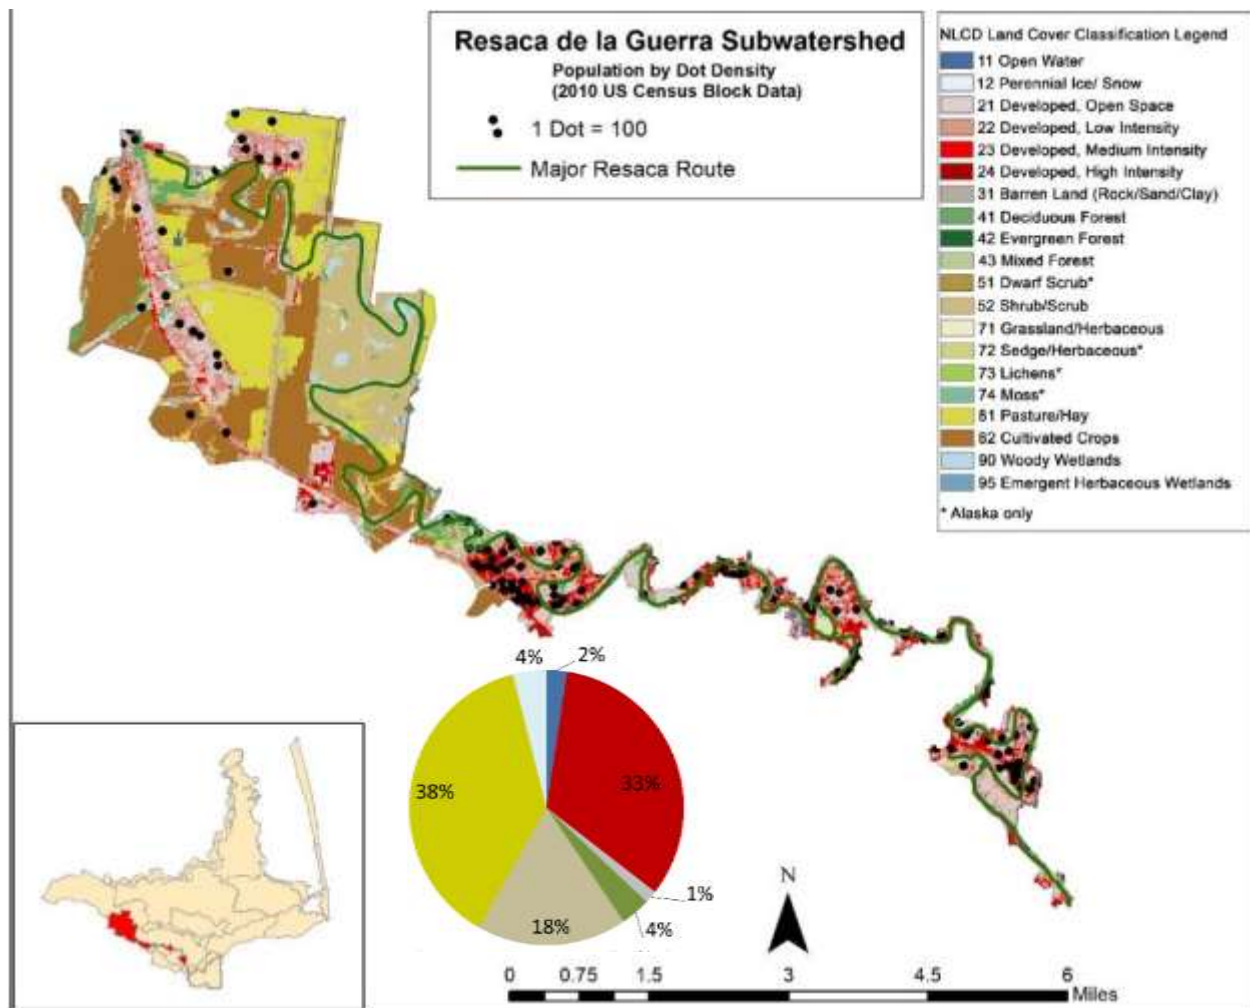 Resaca de la Guerra Subwatershed
Population by Dot Density
(2010 US Census Block Data)
1 Dot = 100
Major Resaca Route
NLCD Land Cover Classification Legend
11 Open Water
12 Perennial Ice/ Snow
21 Developed, Open Space
22 Developed, Low Intensity
23 Developed, Medium Intensity
24 Developed, High Intensity
31 Barren Land (Rock/Sand/Clay)
41 Deciduous Forest
42 Evergreen Forest
43 Mixed Forest
51 Dwarf Scrub*
52 Shrub/Scrub
71 Grassland/Herbaceous
72 Sedge/Herbaceous*
73 Lichens*
74 Moss*
81 Pasture/Hay
82 Cultivated Crops
90 Woody Wetlands
95 Emergent Herbaceous Wetlands
* Alaska only
4%
2%
38%
33%
1%
4%
18%
N
0 0.75 1.5 3 4.5 6
Miles